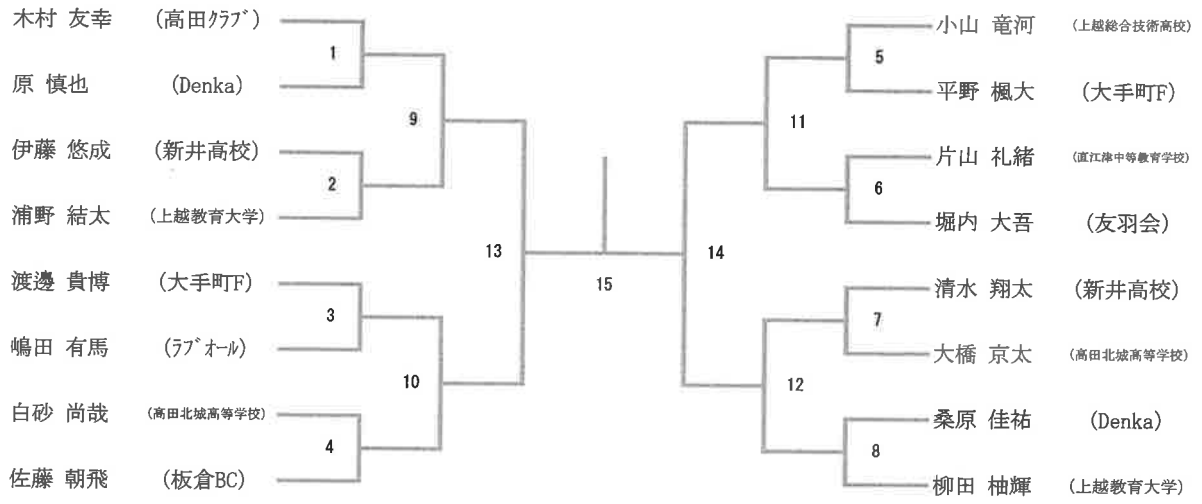 木村 友幸 (高田ｸﾗﾌﾞ)
1
原 慎也 (Denka)
9
伊藤 悠成 (新井高校)
2
浦野 結太 (上越教育大学)
13
渡邊 貴博 (大手町F)
3
嶋田 有馬 (ﾗﾌﾞｵｰﾙ)
10
白砂 尚哉 (高田北城高等学校)
4
佐藤 朝飛 (板倉BC)
15
小山 竜河 (上越総合技術高校)
5
平野 楓大 (大手町F)
11
片山 礼緒 (直江津中等教育学校)
6
堀内 大吾 (友羽会)
14
清水 翔太 (新井高校)
7
大橋 京太 (高田北城高等学校)
12
桑原 佳祐 (Denka)
8
柳田 柚輝 (上越教育大学)